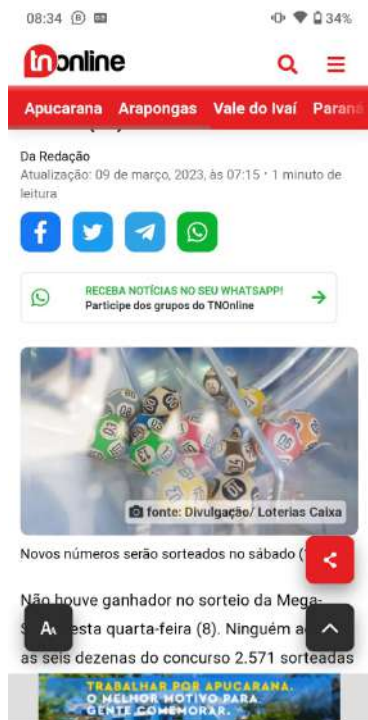 08:34
34%
tnonline
Apucarana Arapongas Vale do Ivaí Paraná
Da Redação
Atualização: 09 de março, 2023, às 07:15 · 1 minuto de
leitura
RECEBA NOTÍCIAS NO SEU WHATSAPP!
Participe dos grupos do TNOnline
fonte: Divulgação/ Loterias Caixa
Novos números serão sorteados no sábado (
Não houve ganhador no sorteio da Mega-
esta quarta-feira (8). Ninguém a
as seis dezenas do concurso 2.571 sorteadas
TRABALHAR POR APUCARANA.
O MELHOR MOTIVO PARA
GENTE COMEMORAR.